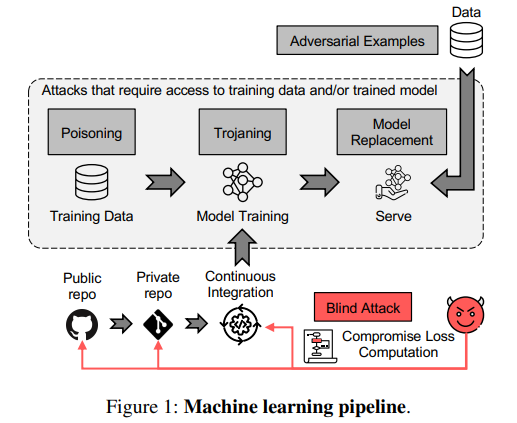 Data
Adversarial Examples
Attacks that require access to training data and/or trained model
Poisoning
Trojaning
Model
Replacement
Training Data
Model Training
Serve
Public
repo
Private
repo
Continuous
Integration
Blind Attack
Compromise Loss
Computation
Figure 1: Machine learning pipeline.